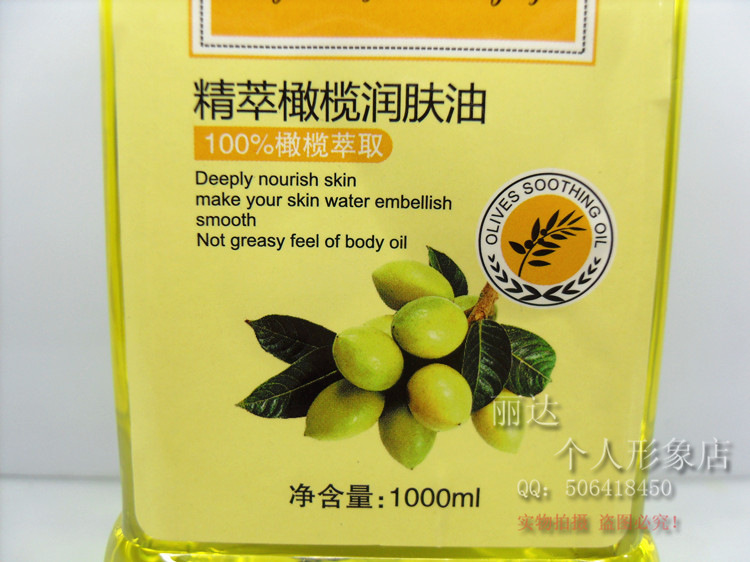 精萃橄榄润肤油
100%橄榄萃取
Deeply nourish skin
make your skin water embellish
smooth
Not greasy feel of body oil
OLIVES SOOTHING OIL
净含量:1000ml
丽达
个人形象店
QQ:506418450
实物拍摄 盗图必究!